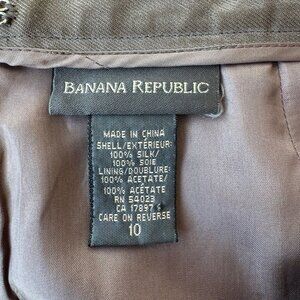 BANANA REPUBLIC
MADE IN CHINA
SHELL/EXTÉRIEUR:
100% SILK/
100% SOIE
LINING/DOUBLURE:
100% ACETATE/
100% ACÉTATE
RN 54023
CA 17897
CARE ON REVERSE
10